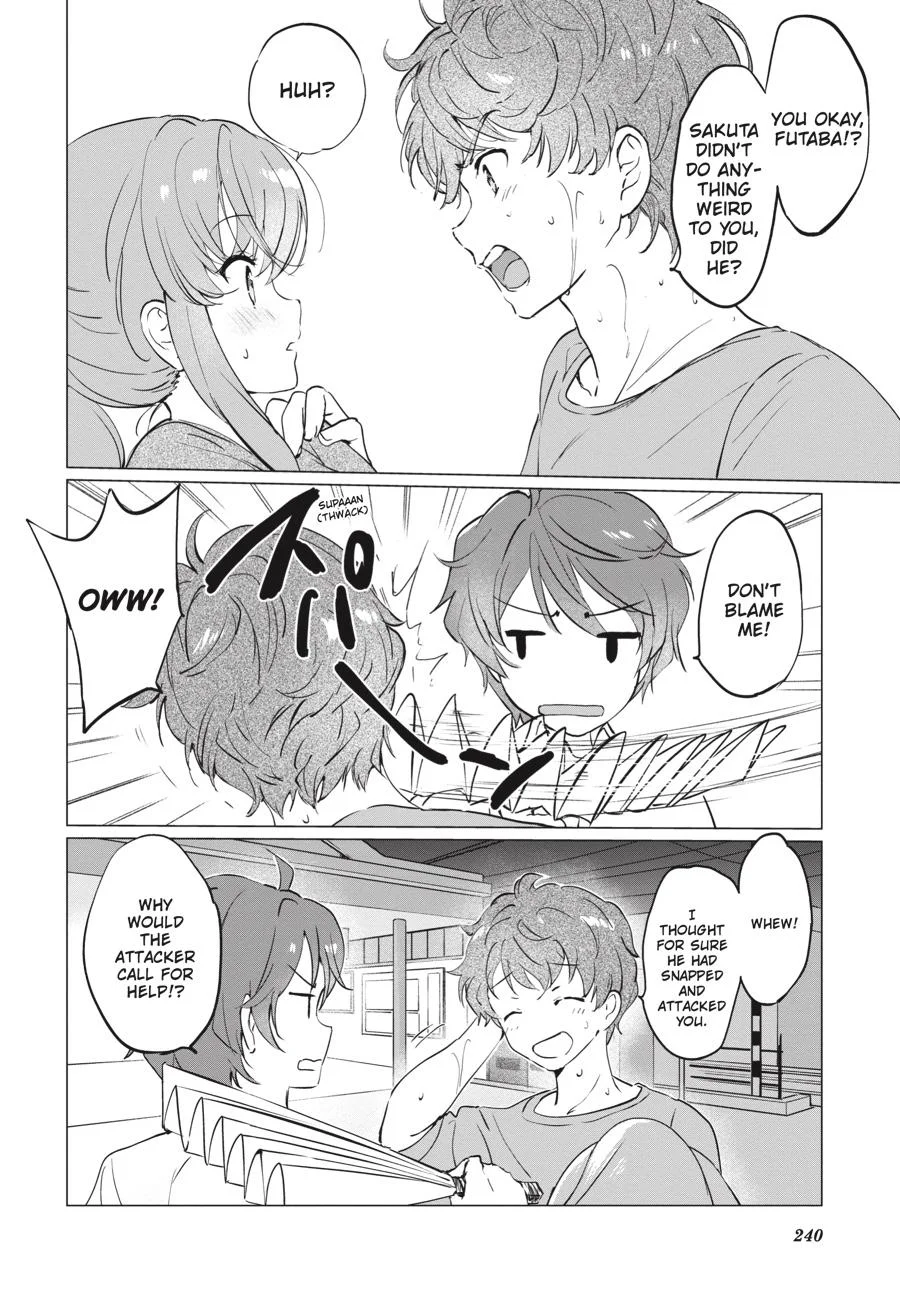 YOU OKAY,
FUTABA!?
SAKUTA
DIDN'T
DO ANY-
THING
WEIRD
TO YOU,
DID
HE?
HUH?
DON'T
BLAME
ME!
SUPAAAN
(THWACK)
スパーン
OWW!
WHEW!
I
THOUGHT
FOR SURE
HE HAD
SNAPPED
AND
ATTACKED
YOU.
WHY
WOULD
THE
ATTACKER
CALL FOR
HELP!?
240